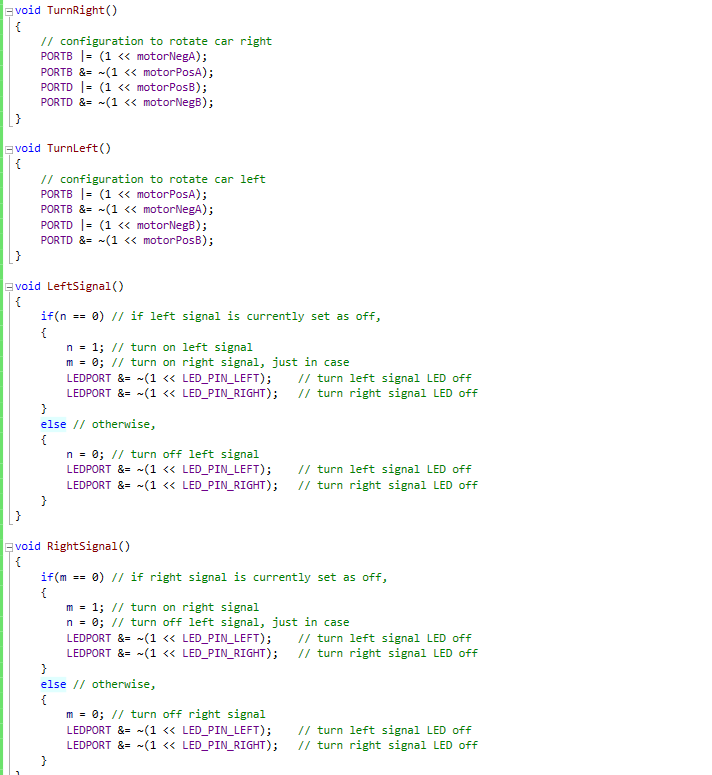 void TurnRight()
{
    // configuration to rotate car right
    PORTB |= (1 << motorNegA);
    PORTB &= ~(1 << motorPosA);
    PORTD |= (1 << motorPosB);
    PORTD &= ~(1 << motorNegB);
}
void TurnLeft()
{
    // configuration to rotate car left
    PORTB |= (1 << motorPosA);
    PORTB &= ~(1 << motorNegA);
    PORTD |= (1 << motorNegB);
    PORTD &= ~(1 << motorPosB);
}
void LeftSignal()
{
    if(n == 0) // if left signal is currently set as off,
    {
        n = 1; // turn on left signal
        m = 0; // turn on right signal, just in case
        LEDPORT &= ~(1 << LED_PIN_LEFT);    // turn left signal LED off
        LEDPORT &= ~(1 << LED_PIN_RIGHT);   // turn right signal LED off
    }
    else // otherwise,
    {
        n = 0; // turn off left signal
        LEDPORT &= ~(1 << LED_PIN_LEFT);    // turn left signal LED off
        LEDPORT &= ~(1 << LED_PIN_RIGHT);   // turn right signal LED off
    }
}
void RightSignal()
{
    if(m == 0) // if right signal is currently set as off,
    {
        m = 1; // turn on right signal
        n = 0; // turn off left signal, just in case
        LEDPORT &= ~(1 << LED_PIN_LEFT);    // turn left signal LED off
        LEDPORT &= ~(1 << LED_PIN_RIGHT);   // turn right signal LED off
    }
    else // otherwise,
    {
        m = 0; // turn off right signal
        LEDPORT &= ~(1 << LED_PIN_LEFT);    // turn left signal LED off
        LEDPORT &= ~(1 << LED_PIN_RIGHT);   // turn right signal LED off
    }
}